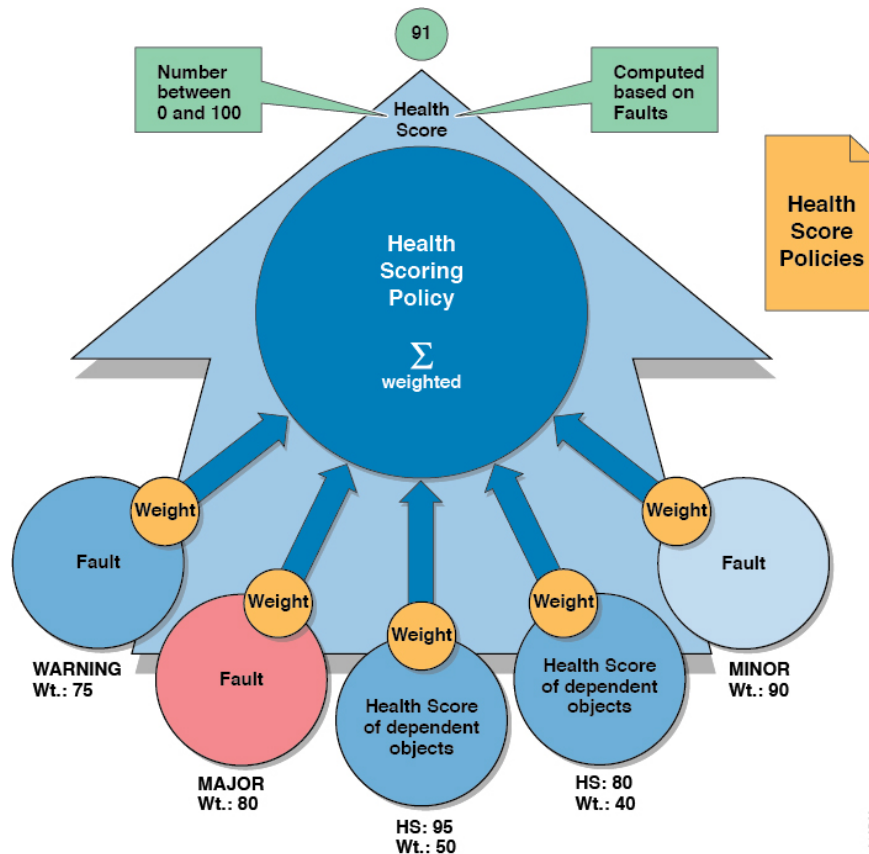 91
Number
between
0 and 100
Computed
based on
Faults
Health
Score
Health
Score
Policies
Health
Scoring
Policy
Σ
weighted
Weight
Fault
WARNING
Wt.: 75
Weight
Fault
MAJOR
Wt.: 80
Weight
Health Score
of dependent
objects
HS: 95
Wt.: 50
Weight
Health Score
of dependent
objects
HS: 80
Wt.: 40
Weight
Fault
MINOR
Wt.: 90